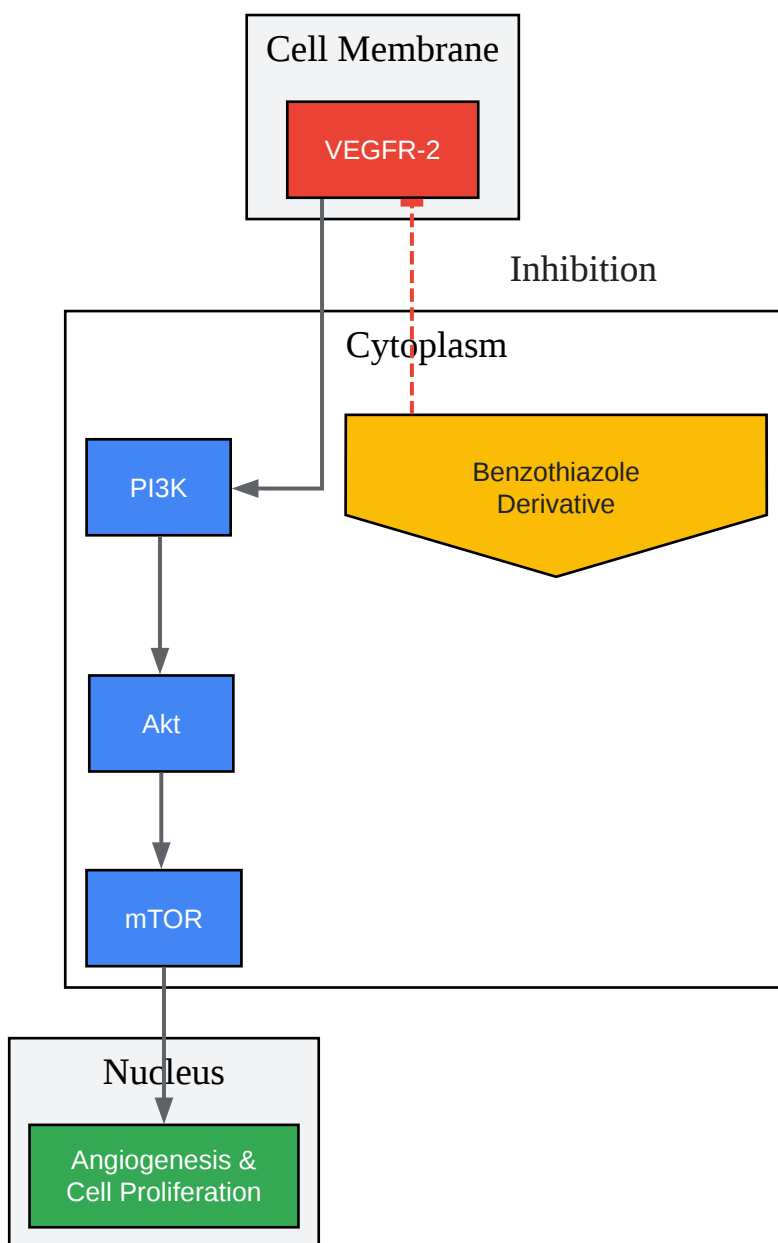 Cell Membrane
VEGFR-2
Inhibition
Cytoplasm
PI3K
Benzothiazole
Derivative
Akt
mTOR
Nucleus
Angiogenesis &
Cell Proliferation